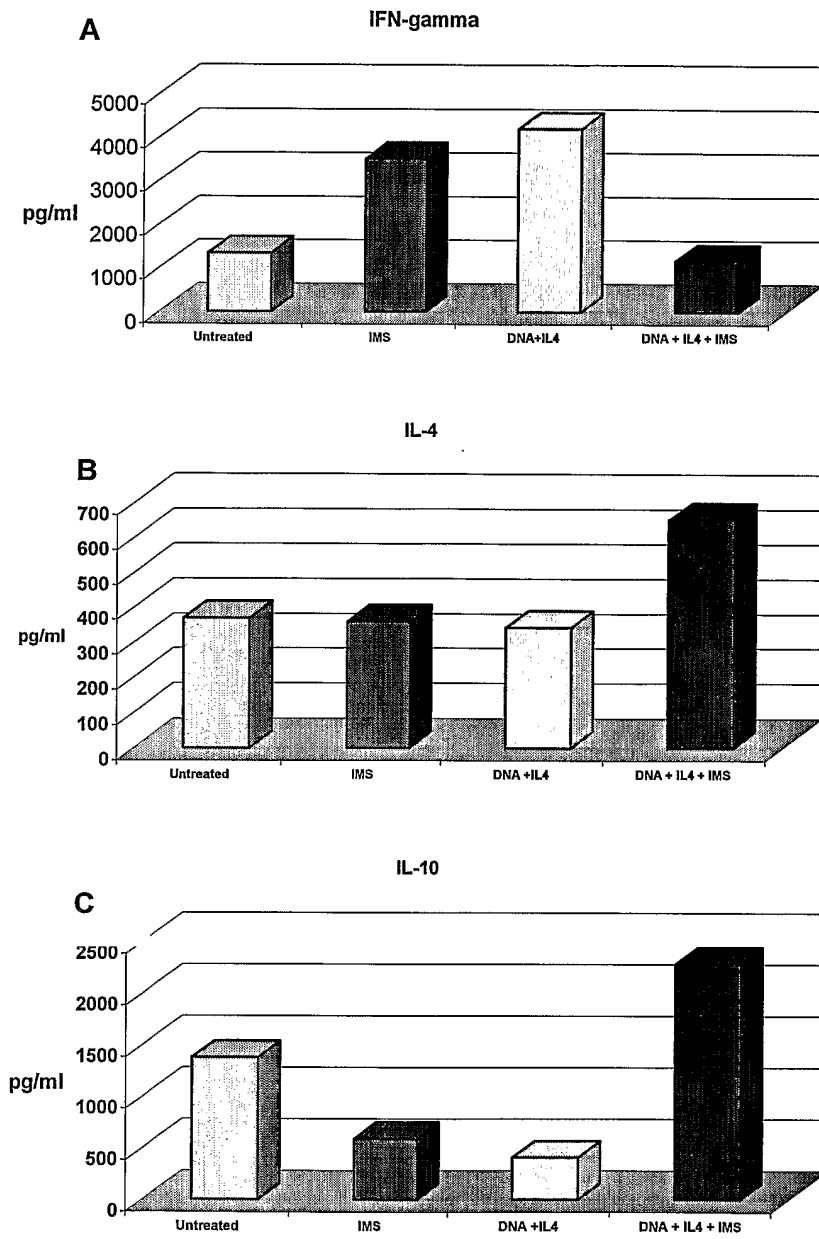 A
IFN-gamma
5000
4000
3000
2000
1000
0
pg/ml
Untreated IMS DNA+IL4 DNA + IL4 + IMS
IL-4
B
700
600
500
400
300
200
100
0
pg/ml
Untreated IMS DNA +IL4 DNA + IL4 + IMS
IL-10
C
2500
2000
1500
1000
500
0
pg/ml
Untreated IMS DNA +IL4 DNA + IL4 + IMS